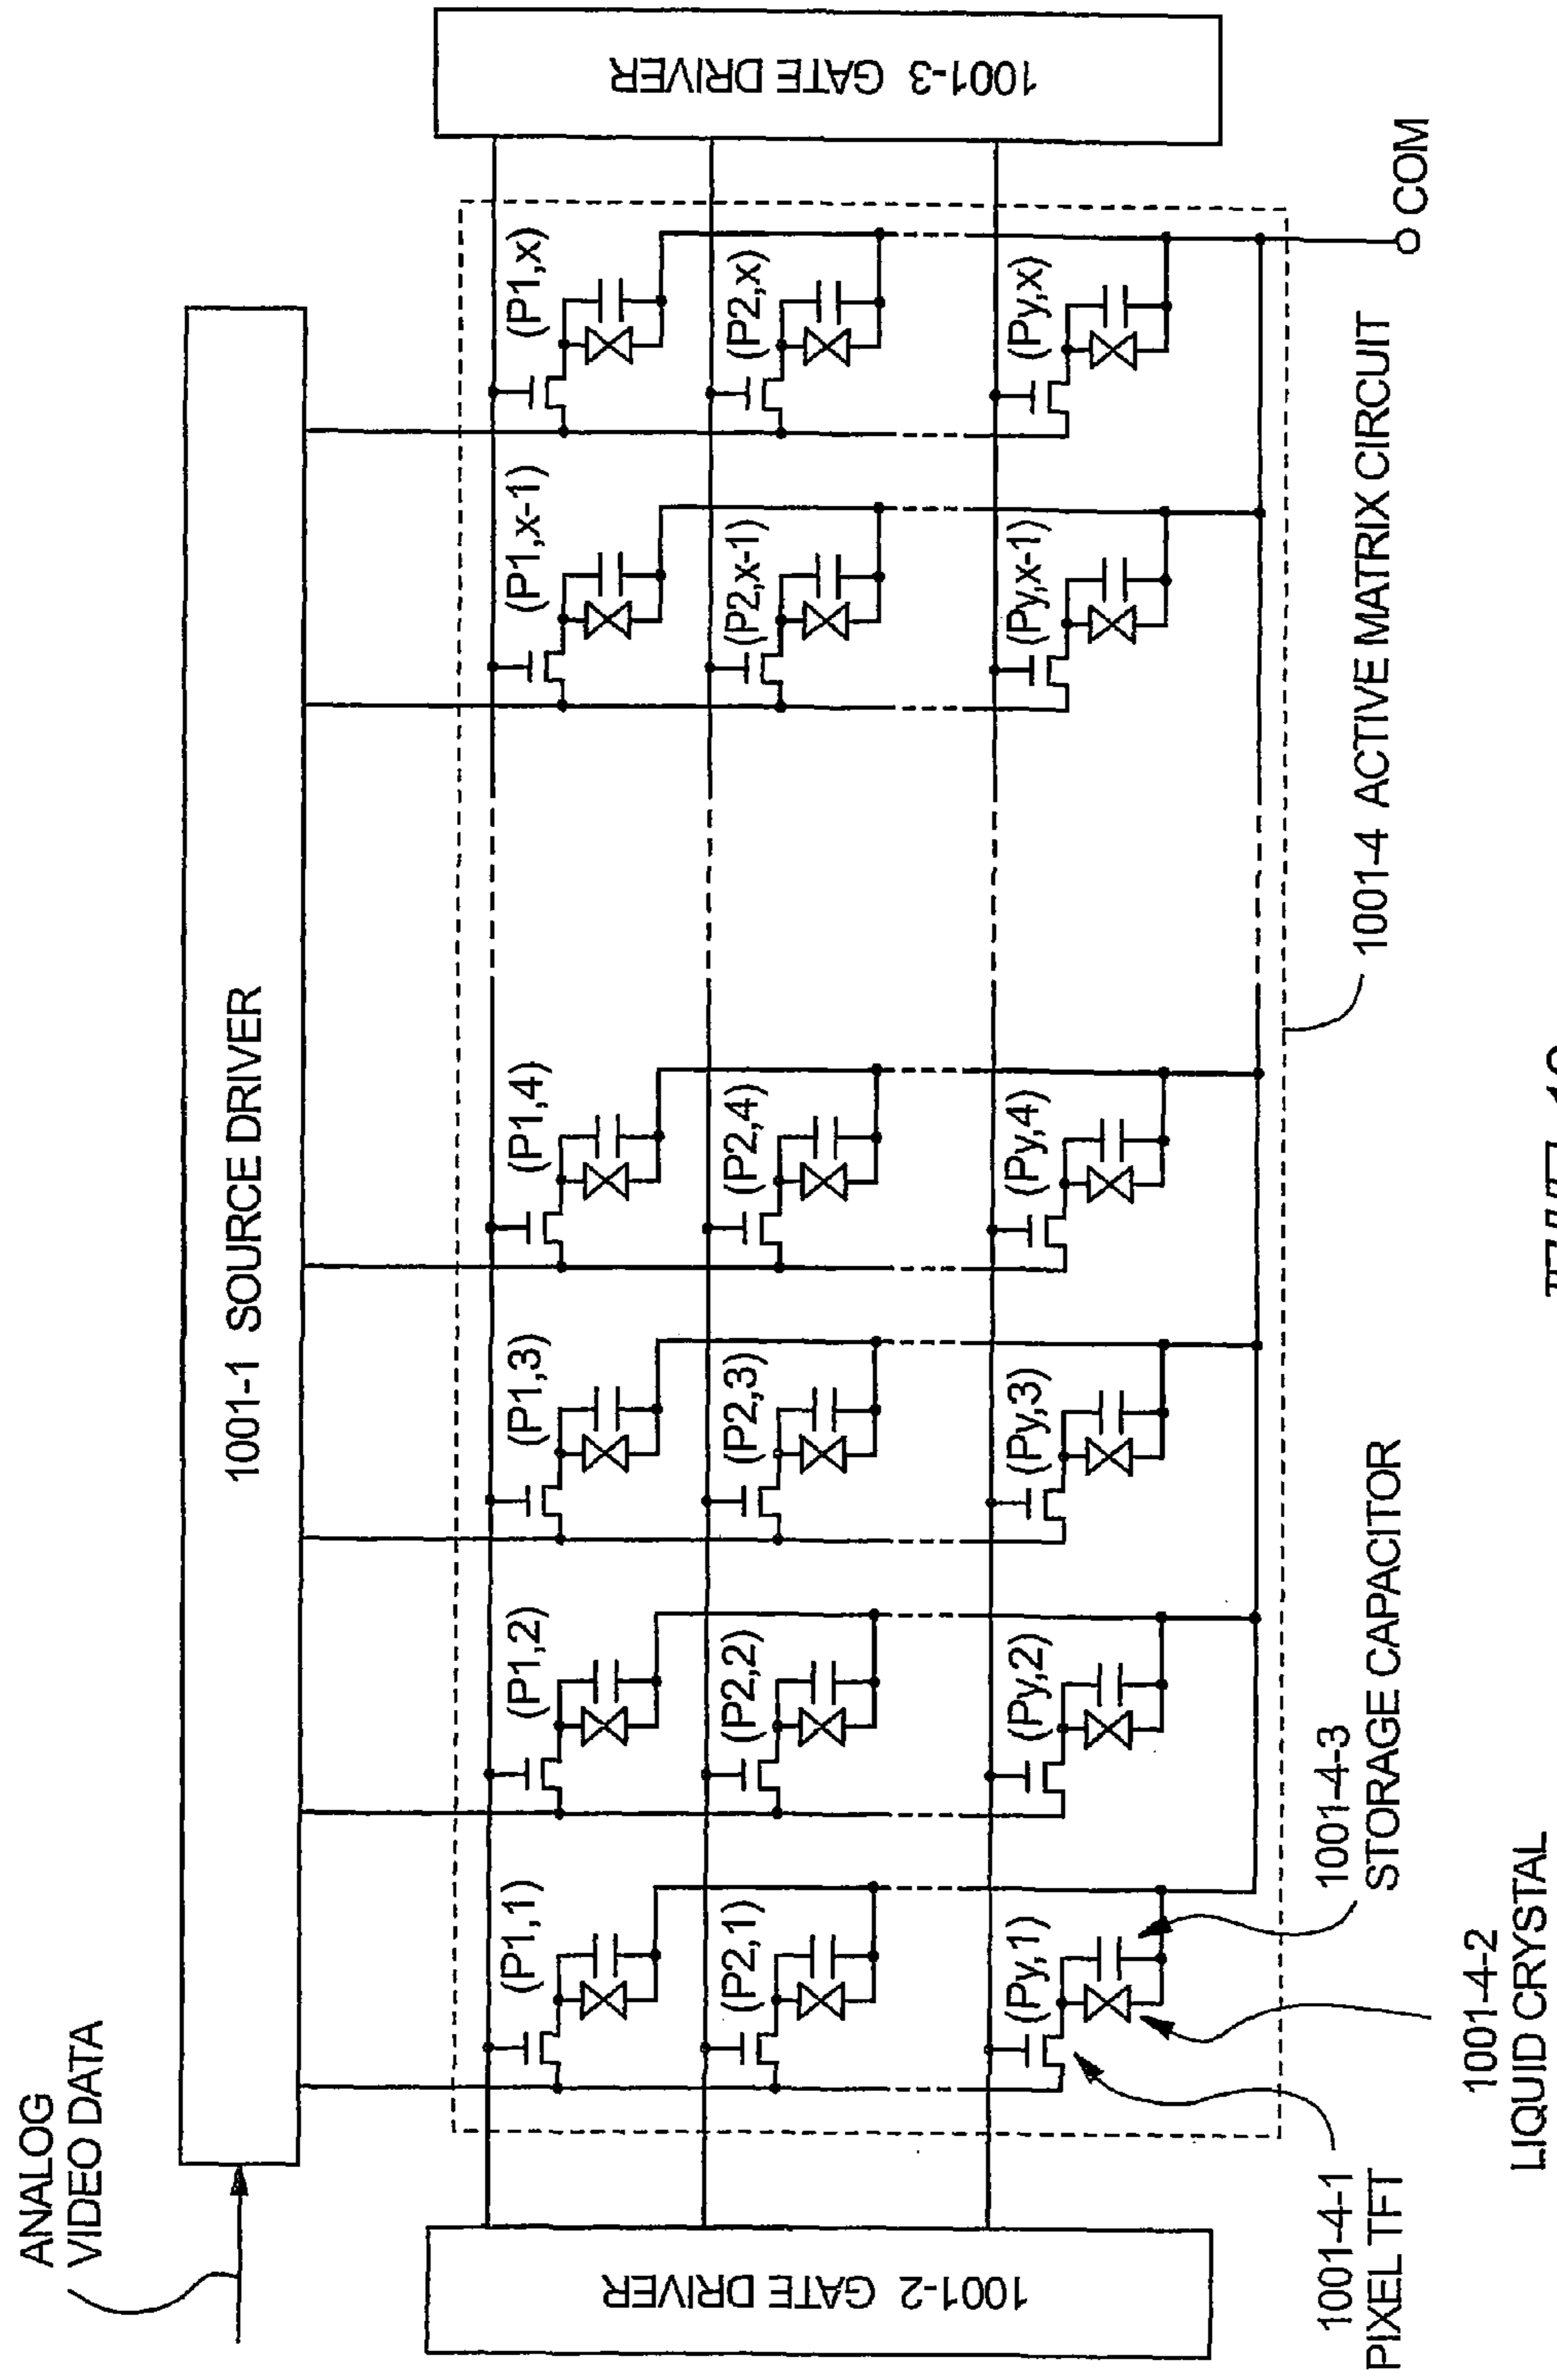 ANALOG
VIDEO DATA
1001-1 SOURCE DRIVER
1001-2 GATE DRIVER
1001-3 GATE DRIVER
(P1,1)
(P1,2)
(P1,3)
(P1,4)
(P1,x-1)
(P1,x)
(P2,1)
(P2,2)
(P2,3)
(P2,4)
(P2,x-1)
(P2,x)
(Py,1)
(Py,2)
(Py,3)
(Py,4)
(Py,x-1)
(Py,x)
COM
1001-4-1
PIXEL TFT
1001-4-2
LIQUID CRYSTAL
1001-4-3
STORAGE CAPACITOR
1001-4 ACTIVE MATRIX CIRCUIT